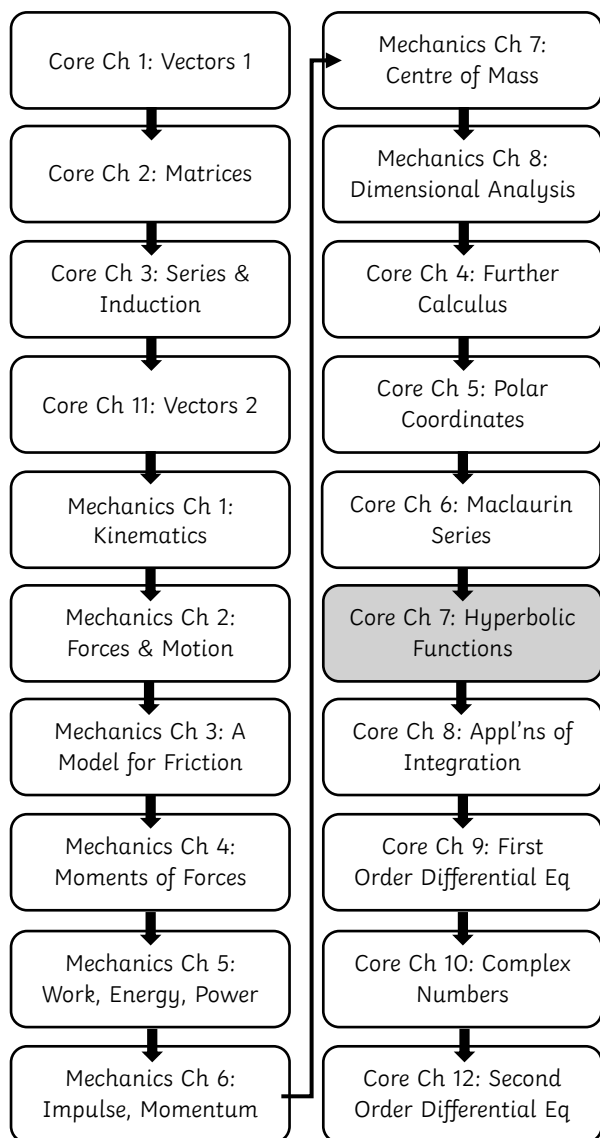 Core Ch 1: Vectors 1
Core Ch 2: Matrices
Core Ch 3: Series &
Induction
Core Ch 11: Vectors 2
Mechanics Ch 1:
Kinematics
Mechanics Ch 2:
Forces & Motion
Mechanics Ch 3: A
Model for Friction
Mechanics Ch 4:
Moments of Forces
Mechanics Ch 5:
Work, Energy, Power
Mechanics Ch 6:
Impulse, Momentum
Mechanics Ch 7:
Centre of Mass
Mechanics Ch 8:
Dimensional Analysis
Core Ch 4: Further
Calculus
Core Ch 5: Polar
Coordinates
Core Ch 6: Maclaurin
Series
Core Ch 7: Hyperbolic
Functions
Core Ch 8: Appl’ns of
Integration
Core Ch 9: First
Order Differential Eq
Core Ch 10: Complex
Numbers
Core Ch 12: Second
Order Differential Eq